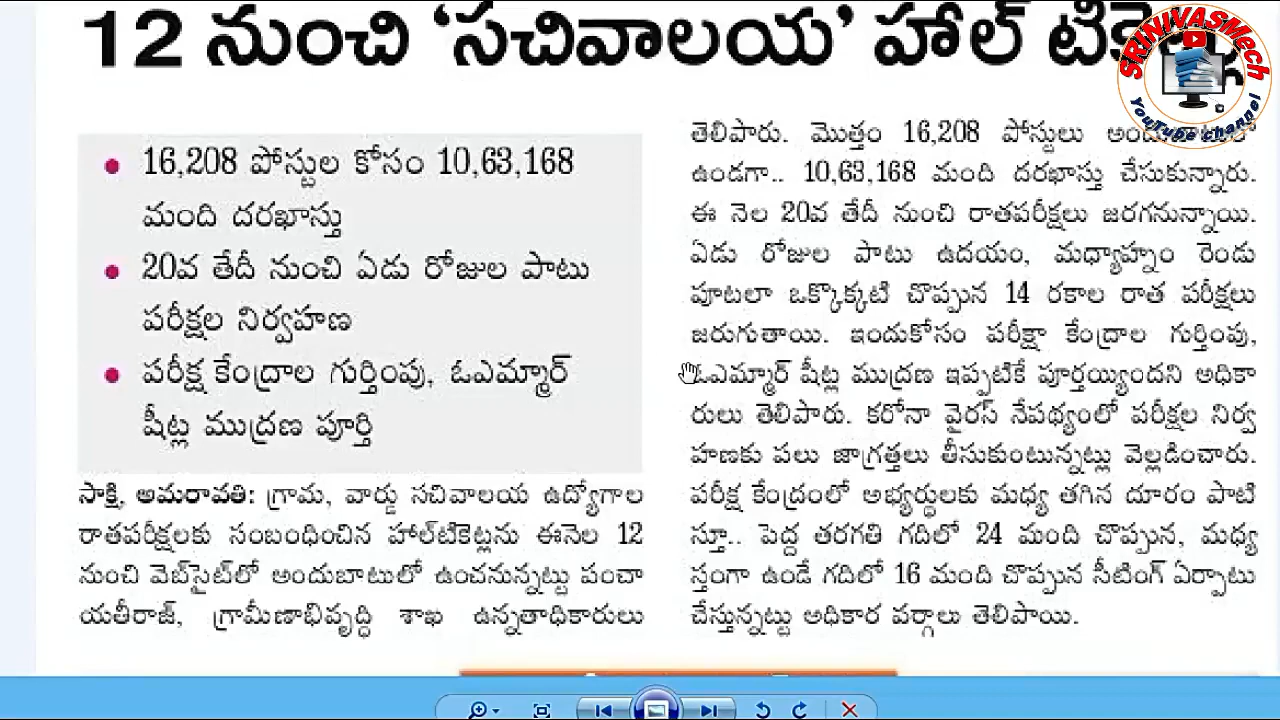 12 నుంచి ‘సచివాలయ’ హాల్ టికెట్లు
SRINIVASMech
YouTube channel
• 16,208 పోస్టుల కోసం 10,63,168
మంది దరఖాస్తు
• 20వ తేదీ నుంచి ఏడు రోజుల పాటు
పరీక్షల నిర్వహణ
• పరీక్ష కేంద్రాల గుర్తింపు, ఓఎమ్మార్
షీట్ల ముద్రణ పూర్తి
సాక్షి, అమరావతి: గ్రామ, వార్డు సచివాలయ ఉద్యోగాల
రాతపరీక్షలకు సంబంధించిన హాల్‌టికెట్లను ఈనెల 12
నుంచి వెబ్‌సైట్‌లో అందుబాటులో ఉంచనున్నట్టు పంచా
యతీరాజ్, గ్రామీణాభివృద్ధి శాఖ ఉన్నతాధికారులు
తెలిపారు. మొత్తం 16,208 పోస్టులు
ఉండగా.. 10,63,168 మంది దరఖాస్తు చేసుకున్నారు.
ఈ నెల 20వ తేదీ నుంచి రాతపరీక్షలు జరగనున్నాయి.
ఏడు రోజుల పాటు ఉదయం, మధ్యాహ్నం రెండు
పూటలా ఒక్కొక్కటి చొప్పున 14 రకాల రాత పరీక్షలు
జరుగుతాయి. ఇందుకోసం పరీక్షా కేంద్రాల గుర్తింపు,
ఓఎమ్మార్ షీట్ల ముద్రణ ఇప్పటికే పూర్తయ్యిందని అధికా
రులు తెలిపారు. కరోనా వైరస్ నేపథ్యంలో పరీక్షల నిర్వ
హణకు పలు జాగ్రత్తలు తీసుకుంటున్నట్లు వెల్లడించారు.
పరీక్ష కేంద్రంలో అభ్యర్థులకు మధ్య తగిన దూరం పాటి
స్తూ.. పెద్ద తరగతి గదిలో 24 మంది చొప్పున, మధ్య
స్తంగా ఉండే గదిలో 16 మంది చొప్పున సీటింగ్ ఏర్పాటు
చేస్తున్నట్టు అధికార వర్గాలు తెలిపాయి.